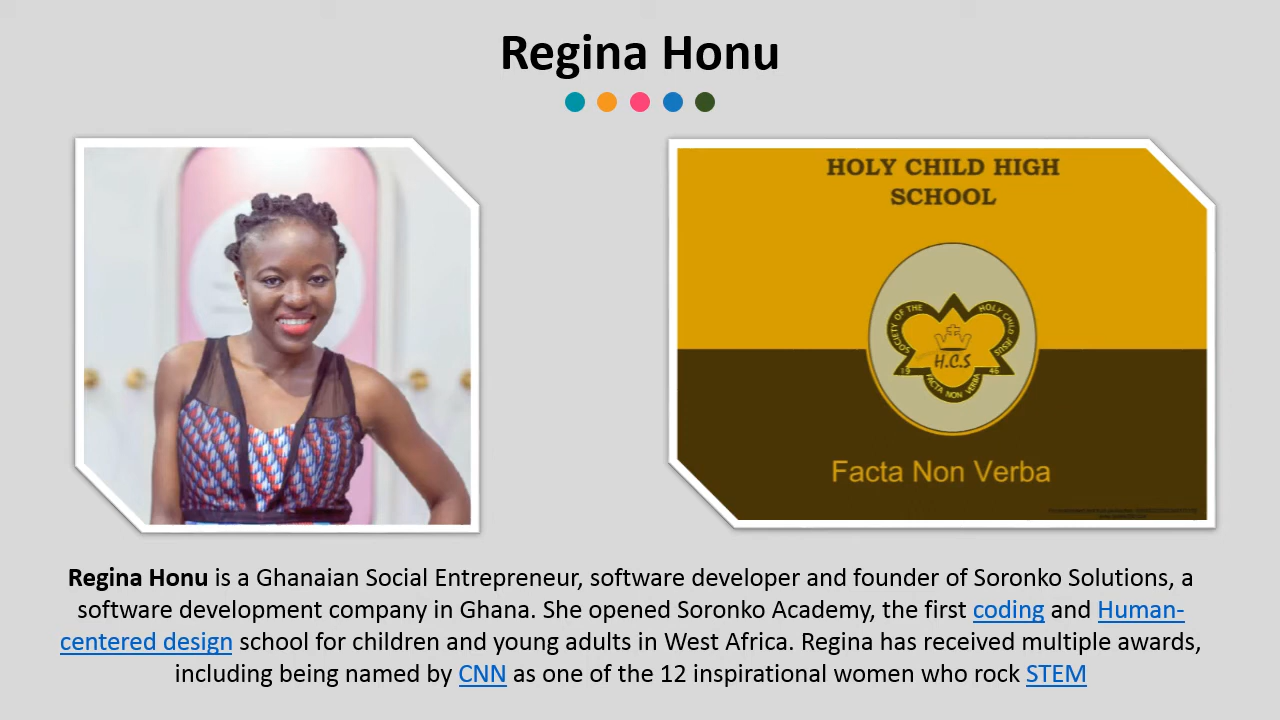 Regina Honu
HOLY CHILD HIGH
SCHOOL
SOCIETY OF THE HOLY CHILD JESUS
H.C.S
19 46
FACTA NON VERBA
Facta Non Verba
Regina Honu is a Ghanaian Social Entrepreneur, software developer and founder of Soronko Solutions, a
software development company in Ghana. She opened Soronko Academy, the first coding and Human-
centered design school for children and young adults in West Africa. Regina has received multiple awards,
including being named by CNN as one of the 12 inspirational women who rock STEM